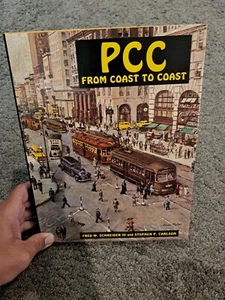 PCC
FROM COAST TO COAST
FRED W. SCHNEIDER III AND STEPHEN P. CARLSON